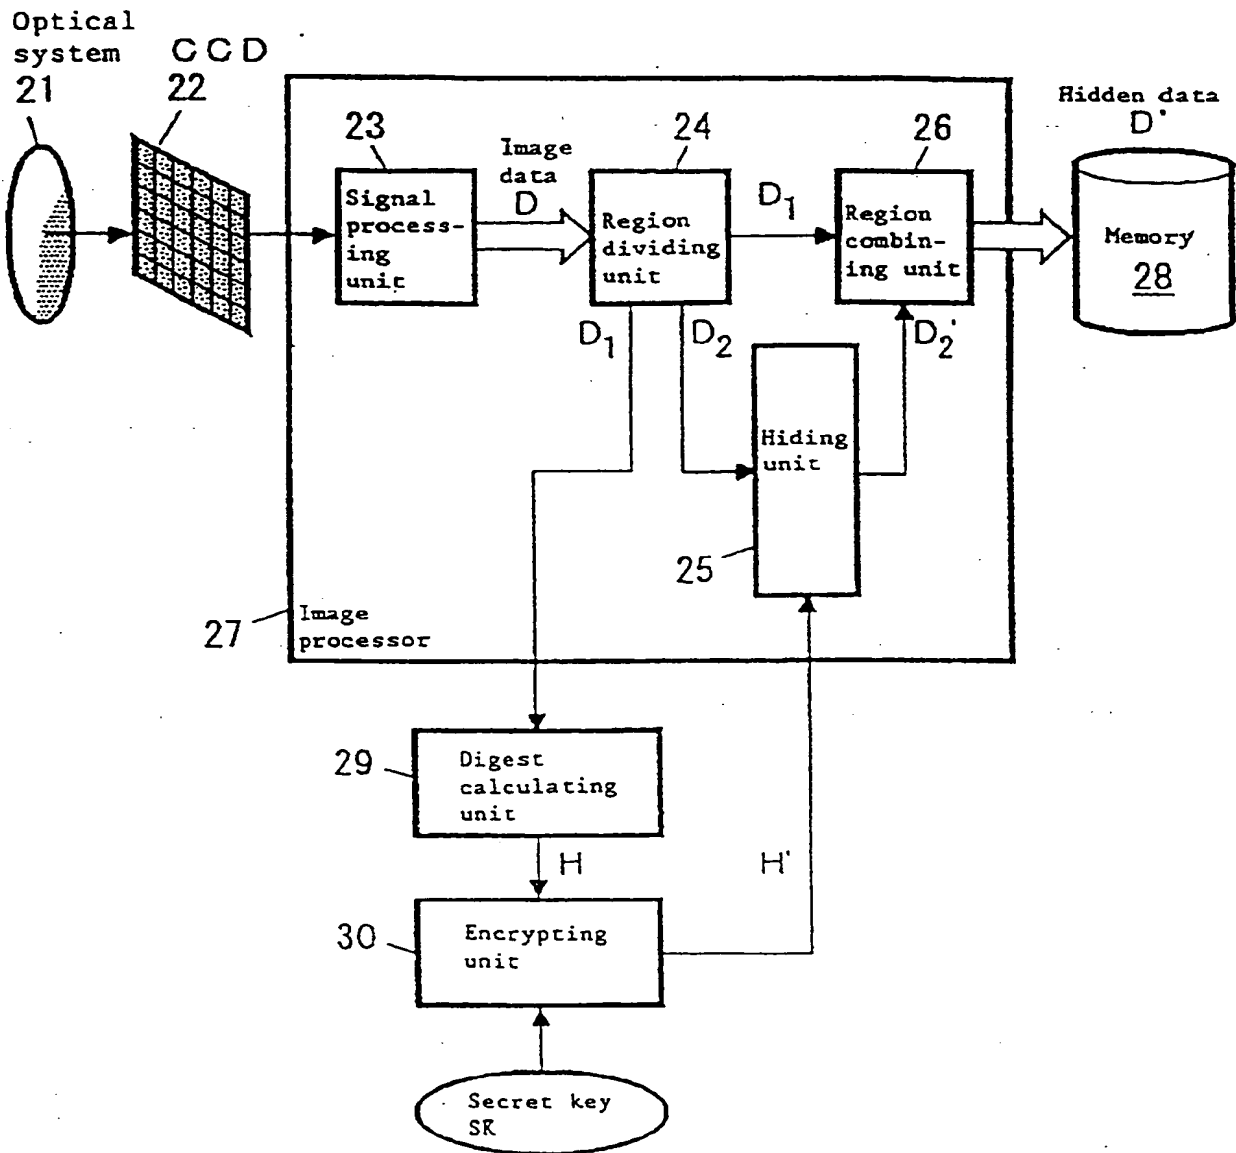 Optical
system
21
CCD
22
23
Signal
process-
ing
unit
Image
data
D
24
Region
dividing
unit
D1
26
Region
combin-
ing unit
Hidden data
D'
Memory
28
D1
D2
D2'
Hiding
unit
25
27
Image
processor
29
Digest
calculating
unit
H
H'
30
Encrypting
unit
Secret key
SR